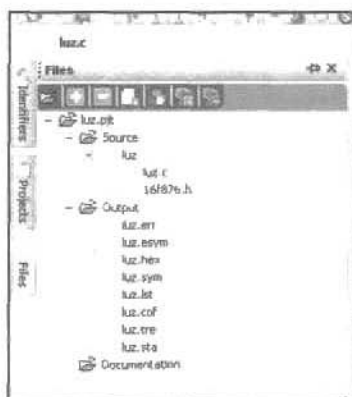 luz.c
Files
Identifiers
Projects
Files
luz.pjt
Source
luz
luz.c
16f876.h
Output
luz.err
luz.esym
luz.hex
luz.sym
luz.lst
luz.cof
luz.tre
luz.sta
Documentation